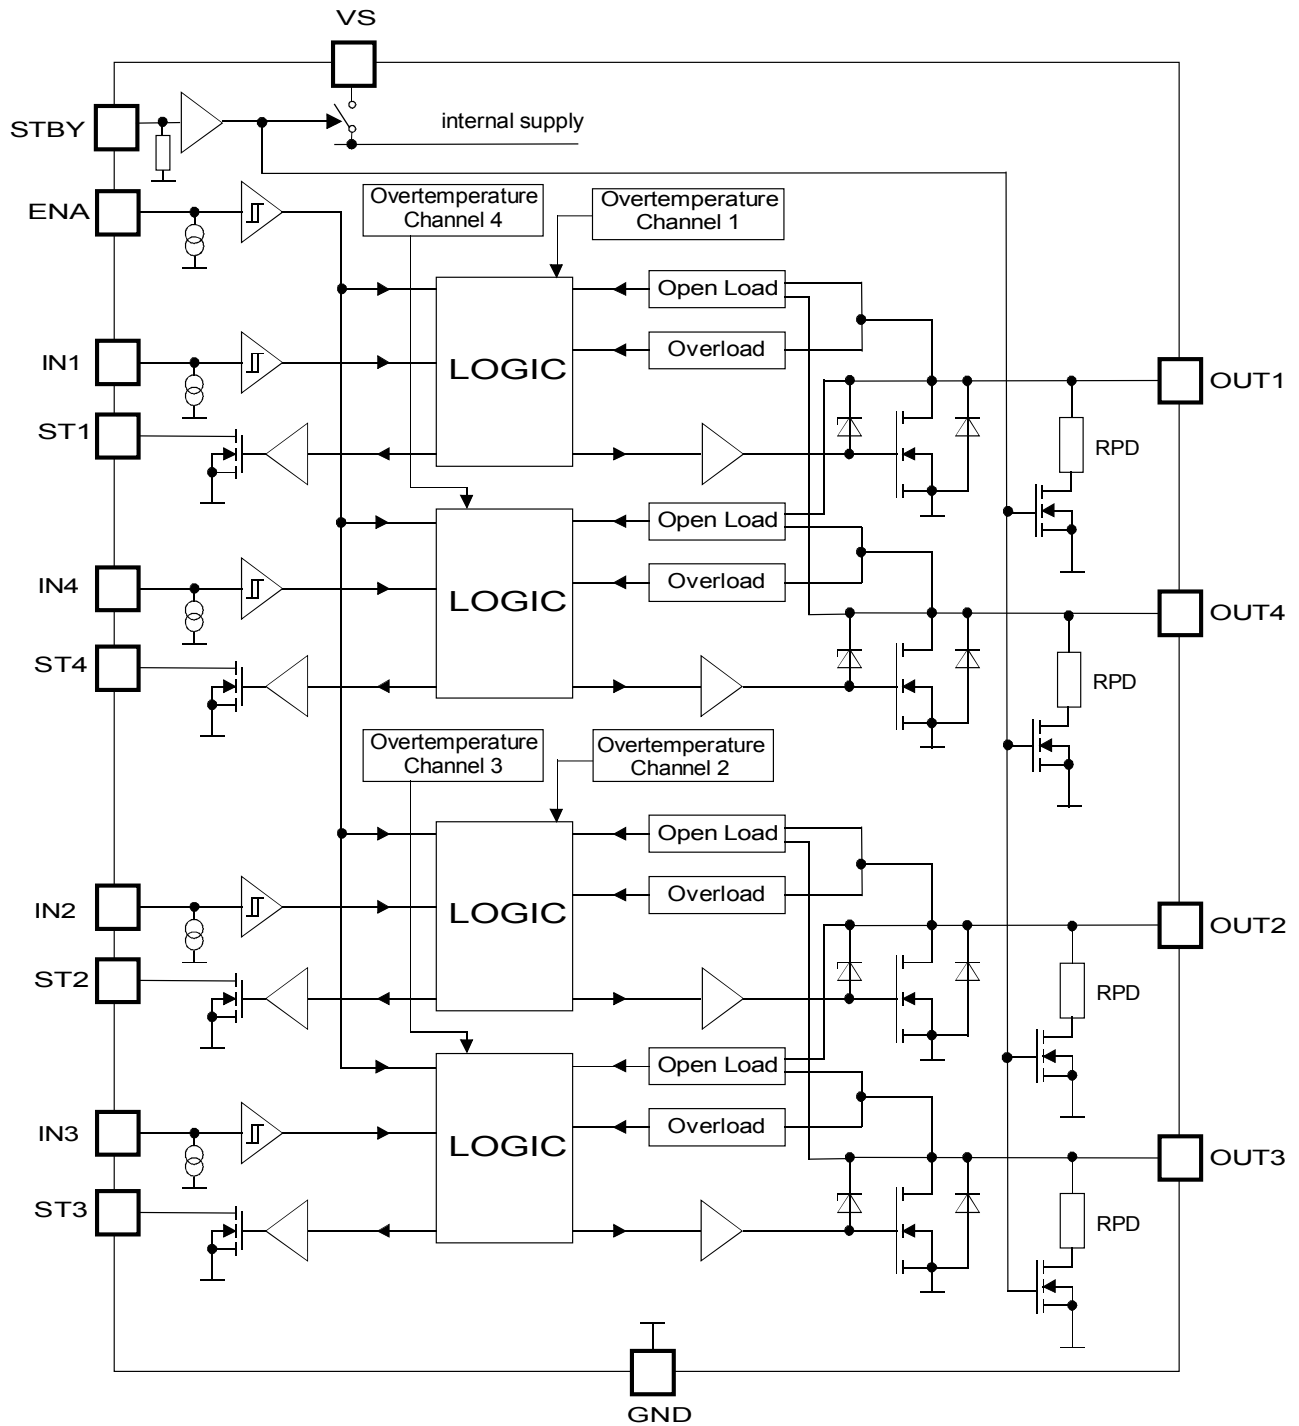 VS
STBY
internal supply
ENA
Overtemperature
Channel 4
Overtemperature
Channel 1
Open Load
IN1
LOGIC
Overload
OUT1
ST1
RPD
Open Load
IN4
LOGIC
Overload
OUT4
ST4
RPD
Overtemperature
Channel 3
Overtemperature
Channel 2
Open Load
IN2
LOGIC
Overload
OUT2
ST2
RPD
Open Load
IN3
LOGIC
Overload
OUT3
ST3
RPD
GND